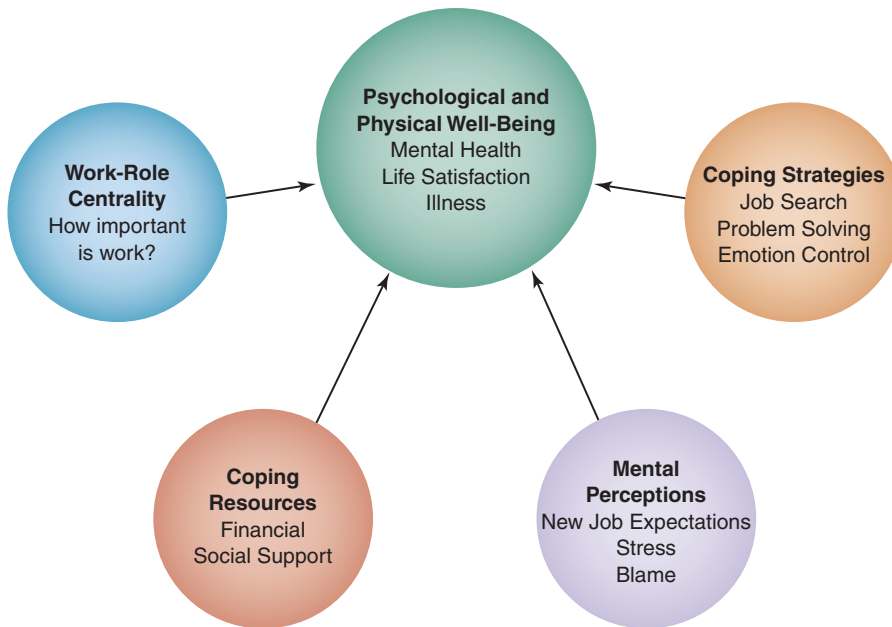 Psychological and
Physical Well-Being
Mental Health
Life Satisfaction
Illness
Work-Role
Centrality
How important
is work?
Coping Strategies
Job Search
Problem Solving
Emotion Control
Coping
Resources
Financial
Social Support
Mental
Perceptions
New Job Expectations
Stress
Blame